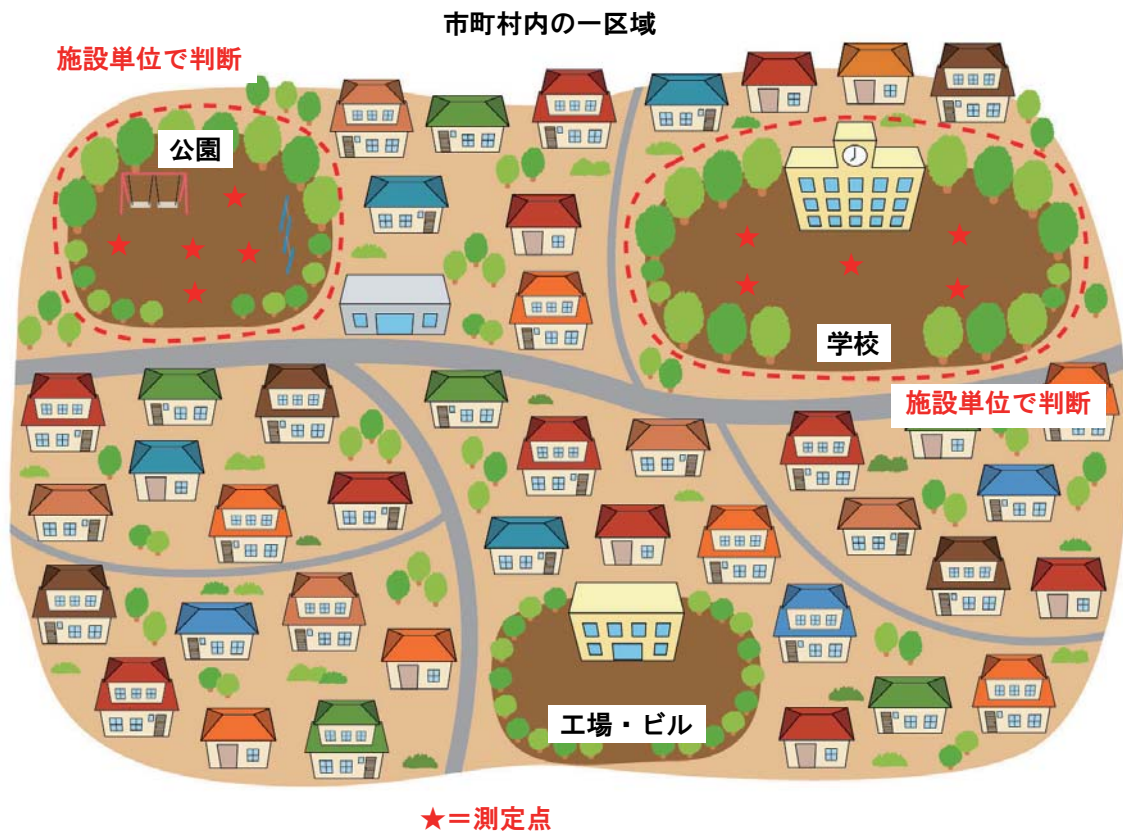 市町村内の一区域
施設単位で判断
公園
学校
施設単位で判断
工場・ビル
★＝測定点